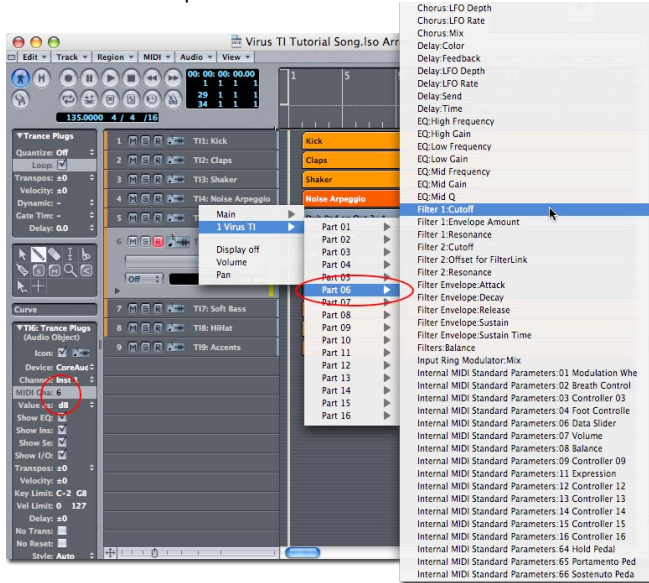 Virus TI Tutorial Song.lso Arr
Edit Track Region MIDI Audio View
00: 00: 00: 00.00
1 1 1 1
29 1 1 1
34 1 1 1
135.0000 4 / 4 /16
1 5
Trance Plugs
Quantize: Off
Loop:
Transpos: ±0
Velocity: ±0
Dynamic: -
Gate Tim: -
Delay: 0.0
1 M S R TI1: Kick
2 M S R TI2: Claps
3 M S R TI3: Shaker
4 M S R TI4: Noise Arpeggio
5 M S R
6 M S R
Off
7 M S R TI7: Soft Bass
8 M S R TI8: HiHat
9 M S R TI9: Accents
Kick
Claps
Shaker
Noise Arpeggio
Main
1 Virus TI
Display off
Volume
Pan
Part 01
Part 02
Part 03
Part 04
Part 05
Part 06
Part 07
Part 08
Part 09
Part 10
Part 11
Part 12
Part 13
Part 14
Part 15
Part 16
Curve
TI6: Trance Plugs
(Audio Object)
Icon:
Device: CoreAud
Channel: Inst 1
MIDI Cha: 6
Value as: dB
Show EQ:
Show Ins:
Show Se:
Show I/O:
Transpos: ±0
Velocity: ±0
Key Limit: C-2 G8
Vel Limit: 0 127
Delay: ±0
No Trans:
No Reset:
Style: Auto
Chorus:LFO Depth
Chorus:LFO Rate
Chorus:Mix
Delay:Color
Delay:Feedback
Delay:LFO Depth
Delay:LFO Rate
Delay:Send
Delay:Time
EQ:High Frequency
EQ:High Gain
EQ:Low Frequency
EQ:Low Gain
EQ:Mid Frequency
EQ:Mid Gain
EQ:Mid Q
Filter 1:Cutoff
Filter 1:Envelope Amount
Filter 1:Resonance
Filter 2:Cutoff
Filter 2:Offset for FilterLink
Filter 2:Resonance
Filter Envelope:Attack
Filter Envelope:Decay
Filter Envelope:Release
Filter Envelope:Sustain
Filter Envelope:Sustain Time
Filters:Balance
Input Ring Modulator:Mix
Internal MIDI Standard Parameters:01 Modulation Whe
Internal MIDI Standard Parameters:02 Breath Control
Internal MIDI Standard Parameters:03 Controller 03
Internal MIDI Standard Parameters:04 Foot Controlle
Internal MIDI Standard Parameters:06 Data Slider
Internal MIDI Standard Parameters:07 Volume
Internal MIDI Standard Parameters:08 Balance
Internal MIDI Standard Parameters:09 Controller 09
Internal MIDI Standard Parameters:11 Expression
Internal MIDI Standard Parameters:12 Controller 12
Internal MIDI Standard Parameters:13 Controller 13
Internal MIDI Standard Parameters:14 Controller 14
Internal MIDI Standard Parameters:15 Controller 15
Internal MIDI Standard Parameters:16 Controller 16
Internal MIDI Standard Parameters:64 Hold Pedal
Internal MIDI Standard Parameters:65 Portamento Ped
Internal MIDI Standard Parameters:66 Sostenuto Peda